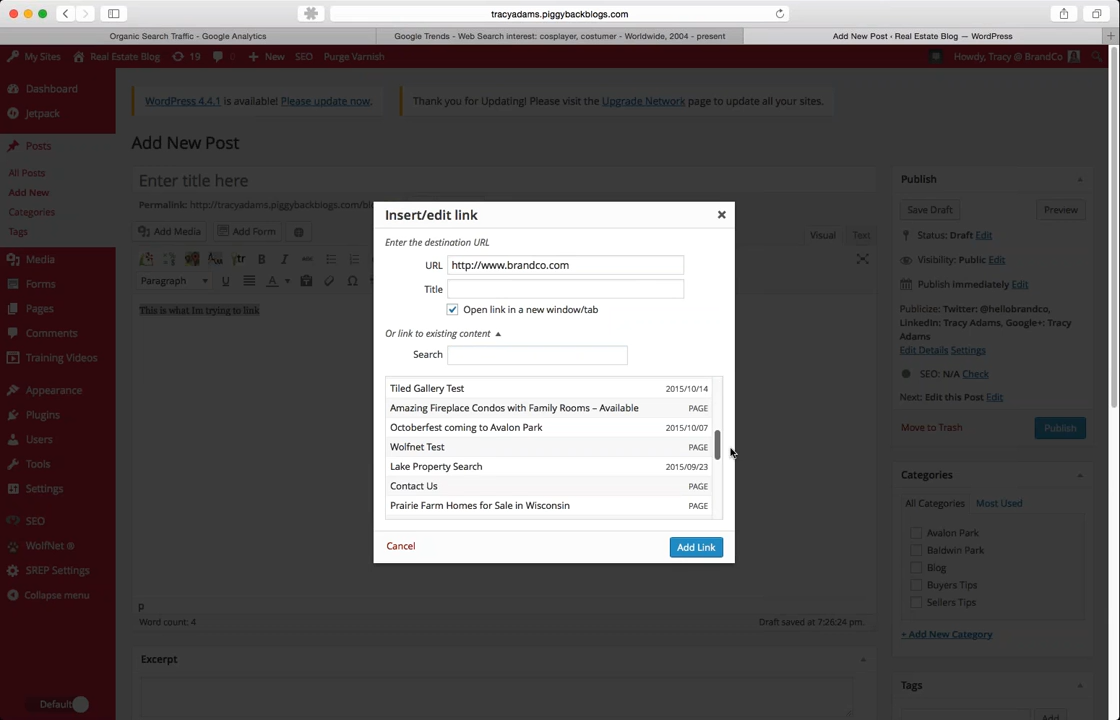 tracyadams.piggybackblogs.com
Organic Search Traffic - Google Analytics
Google Trends - Web Search interest: cosplayer, costumer - Worldwide, 2004 - present
Add New Post ‹ Real Estate Blog — WordPress
My Sites
Real Estate Blog
19
New
SEO
Purge Varnish
Howdy, Tracy @ BrandCo
Dashboard
Jetpack
Posts
All Posts
Add New
Categories
Tags
Media
Forms
Pages
Comments
Training Videos
Appearance
Plugins
Users
Tools
Settings
SEO
WolfNet ®
SREP Settings
Collapse menu
Default
WordPress 4.4.1 is available! Please update now.
Thank you for Updating! Please visit the Upgrade Network page to update all your sites.
Add New Post
Enter title here
Permalink: http://tracyadams.piggybackblogs.com/
Add Media
Add Form
Visual
Text
Paragraph
This is what Im trying to link
Insert/edit link
Enter the destination URL
URL http://www.brandco.com
Title
Open link in a new window/tab
Or link to existing content
Search
Tiled Gallery Test 2015/10/14
Amazing Fireplace Condos with Family Rooms – Available PAGE
Octoberfest coming to Avalon Park 2015/10/07
Wolfnet Test PAGE
Lake Property Search 2015/09/23
Contact Us PAGE
Prairie Farm Homes for Sale in Wisconsin PAGE
Cancel
Add Link
p
Word count: 4
Draft saved at 7:26:24 pm.
Excerpt
Publish
Save Draft
Preview
Status: Draft Edit
Visibility: Public Edit
Publish immediately Edit
Publicize: Twitter: @hellobrandco,
LinkedIn: Tracy Adams, Google+: Tracy
Adams
Edit Details Settings
SEO: N/A Check
Next: Edit this Post Edit
Move to Trash
Publish
Categories
All Categories
Most Used
Avalon Park
Baldwin Park
Blog
Buyers Tips
Sellers Tips
+ Add New Category
Tags
Add